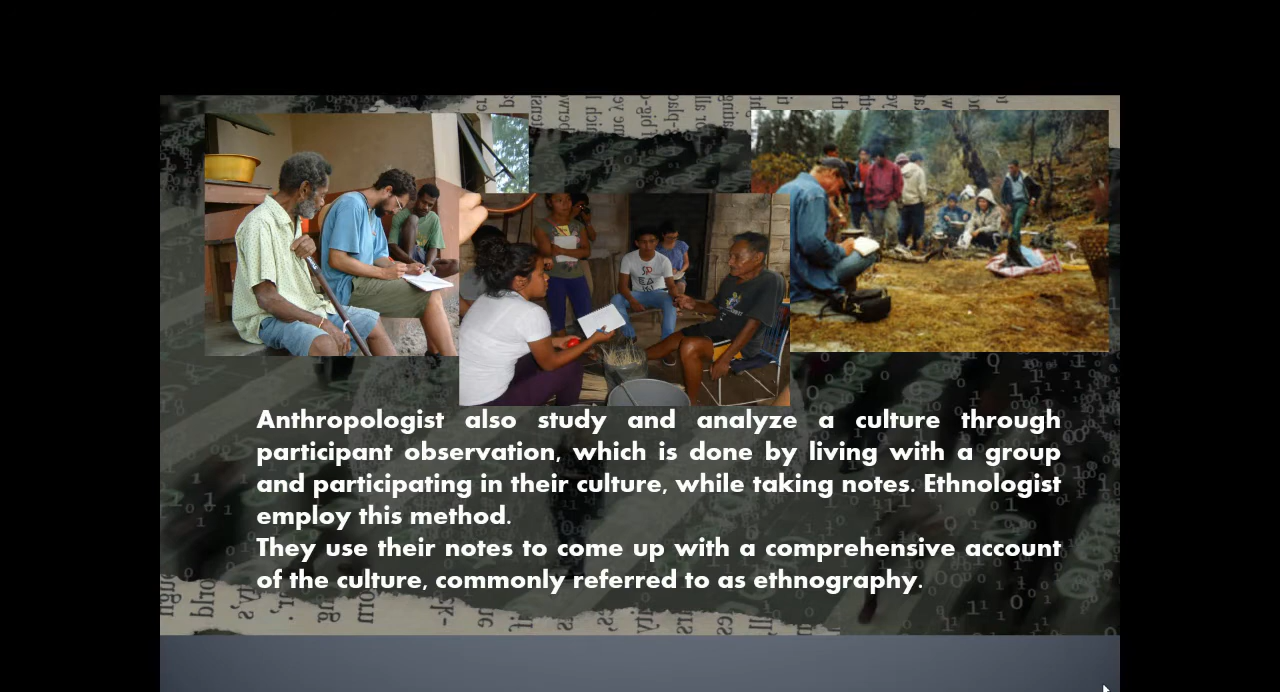 Anthropologist also study and analyze a culture through
participant observation, which is done by living with a group
and participating in their culture, while taking notes. Ethnologist
employ this method.
They use their notes to come up with a comprehensive account
of the culture, commonly referred to as ethnography.